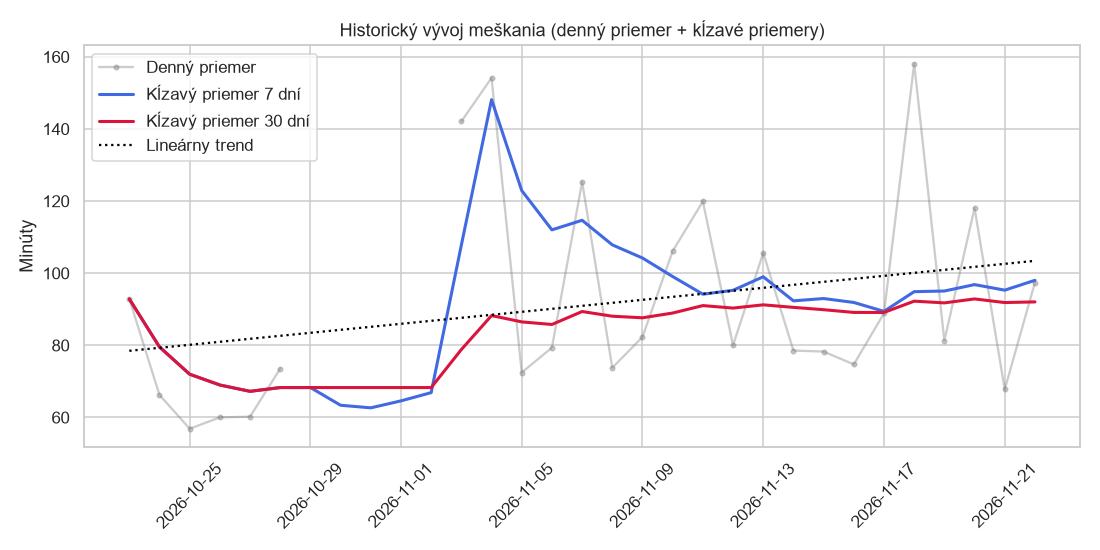 Historický vývoj meškania (denný priemer + kĺzavé priemery)
160
140
120
100
80
60
Minúty
Denný priemer
Kĺzavý priemer 7 dní
Kĺzavý priemer 30 dní
Lineárny trend
2026-10-25
2026-10-29
2026-11-01
2026-11-05
2026-11-09
2026-11-13
2026-11-17
2026-11-21